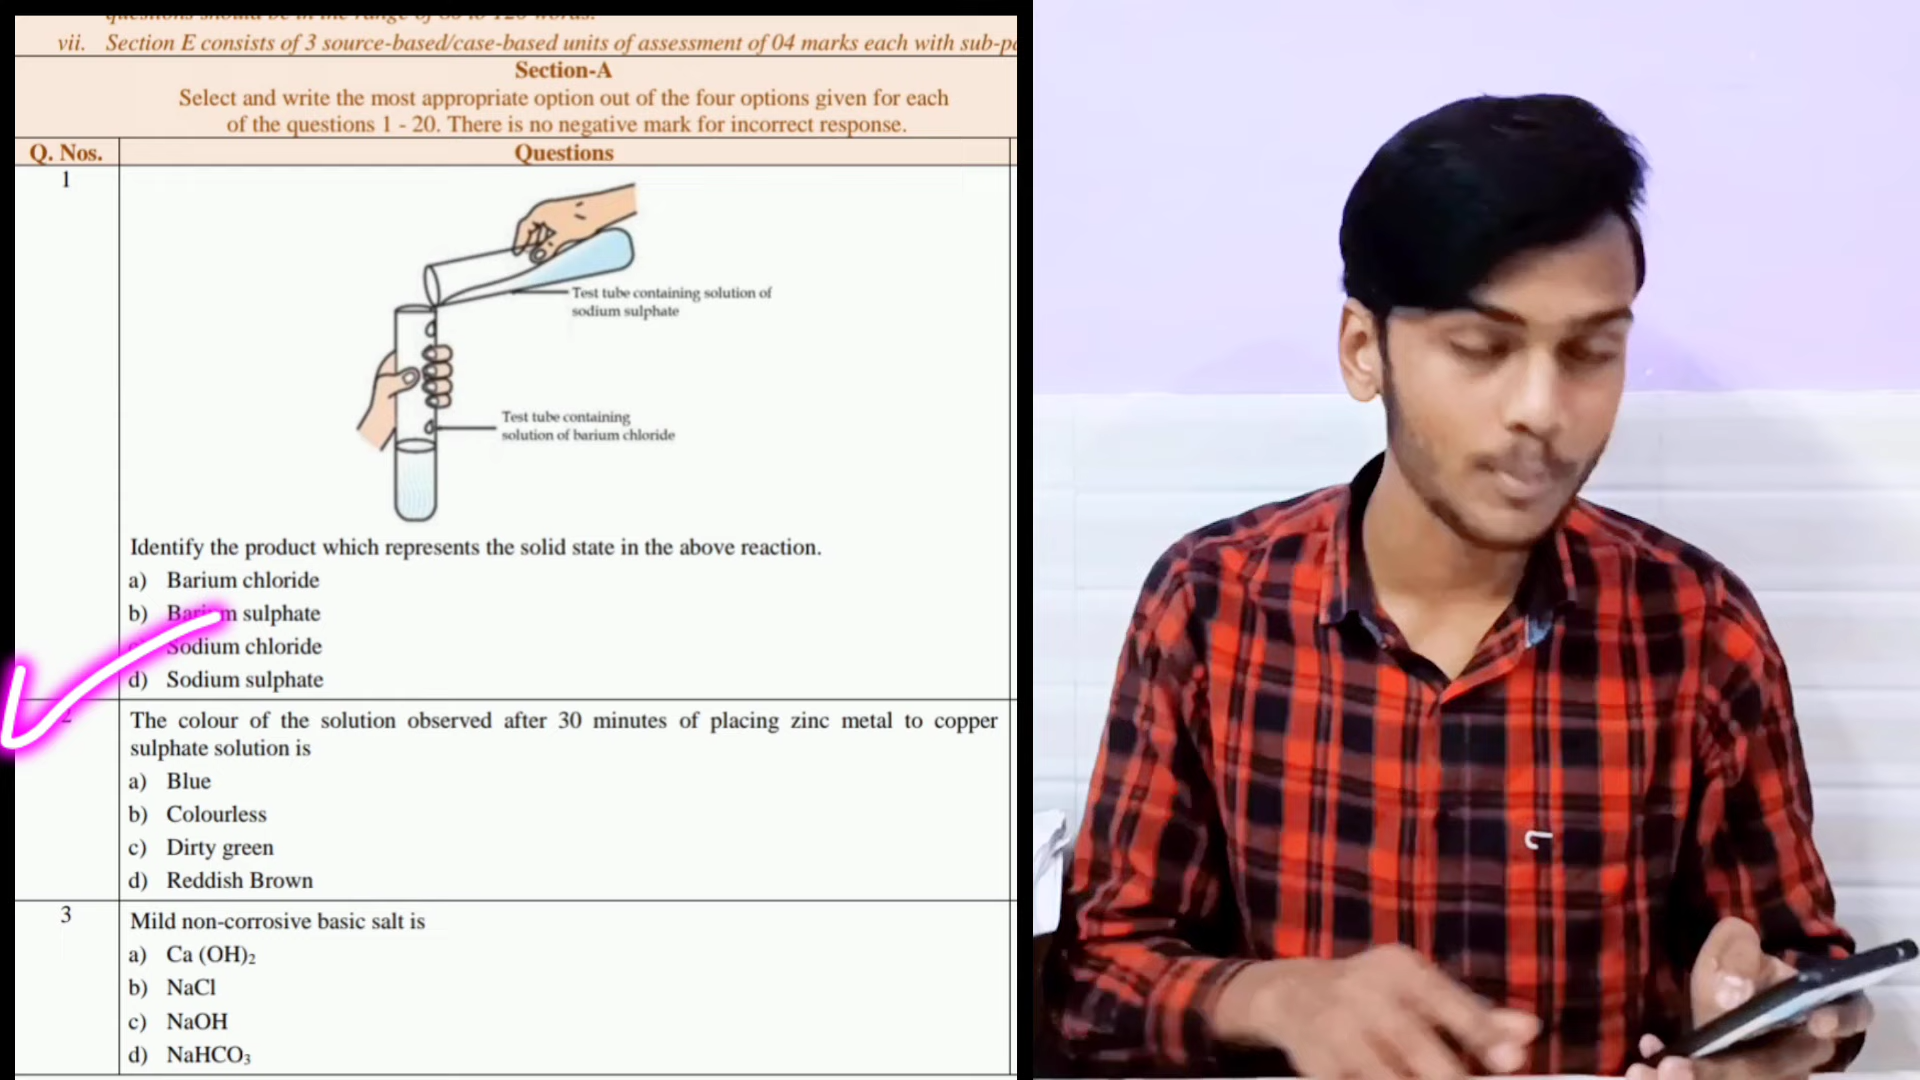 vii. Section E consists of 3 source-based/case-based units of assessment of 04 marks each with
Section-A
Select and write the most appropriate option out of the four options given for each
of the questions 1 - 20. There is no negative mark for incorrect response.
Q. Nos. Questions
1
Test tube containing solution of
sodium sulphate
Test tube containing
solution of barium chloride
Identify the product which represents the solid state in the above reaction.
a) Barium chloride
b) Barium sulphate
c) Sodium chloride
d) Sodium sulphate
2 The colour of the solution observed after 30 minutes of placing zinc metal to copper
sulphate solution is
a) Blue
b) Colourless
c) Dirty green
d) Reddish Brown
3 Mild non-corrosive basic salt is
a) Ca (OH)₂
b) NaCl
c) NaOH
d) NaHCO₃